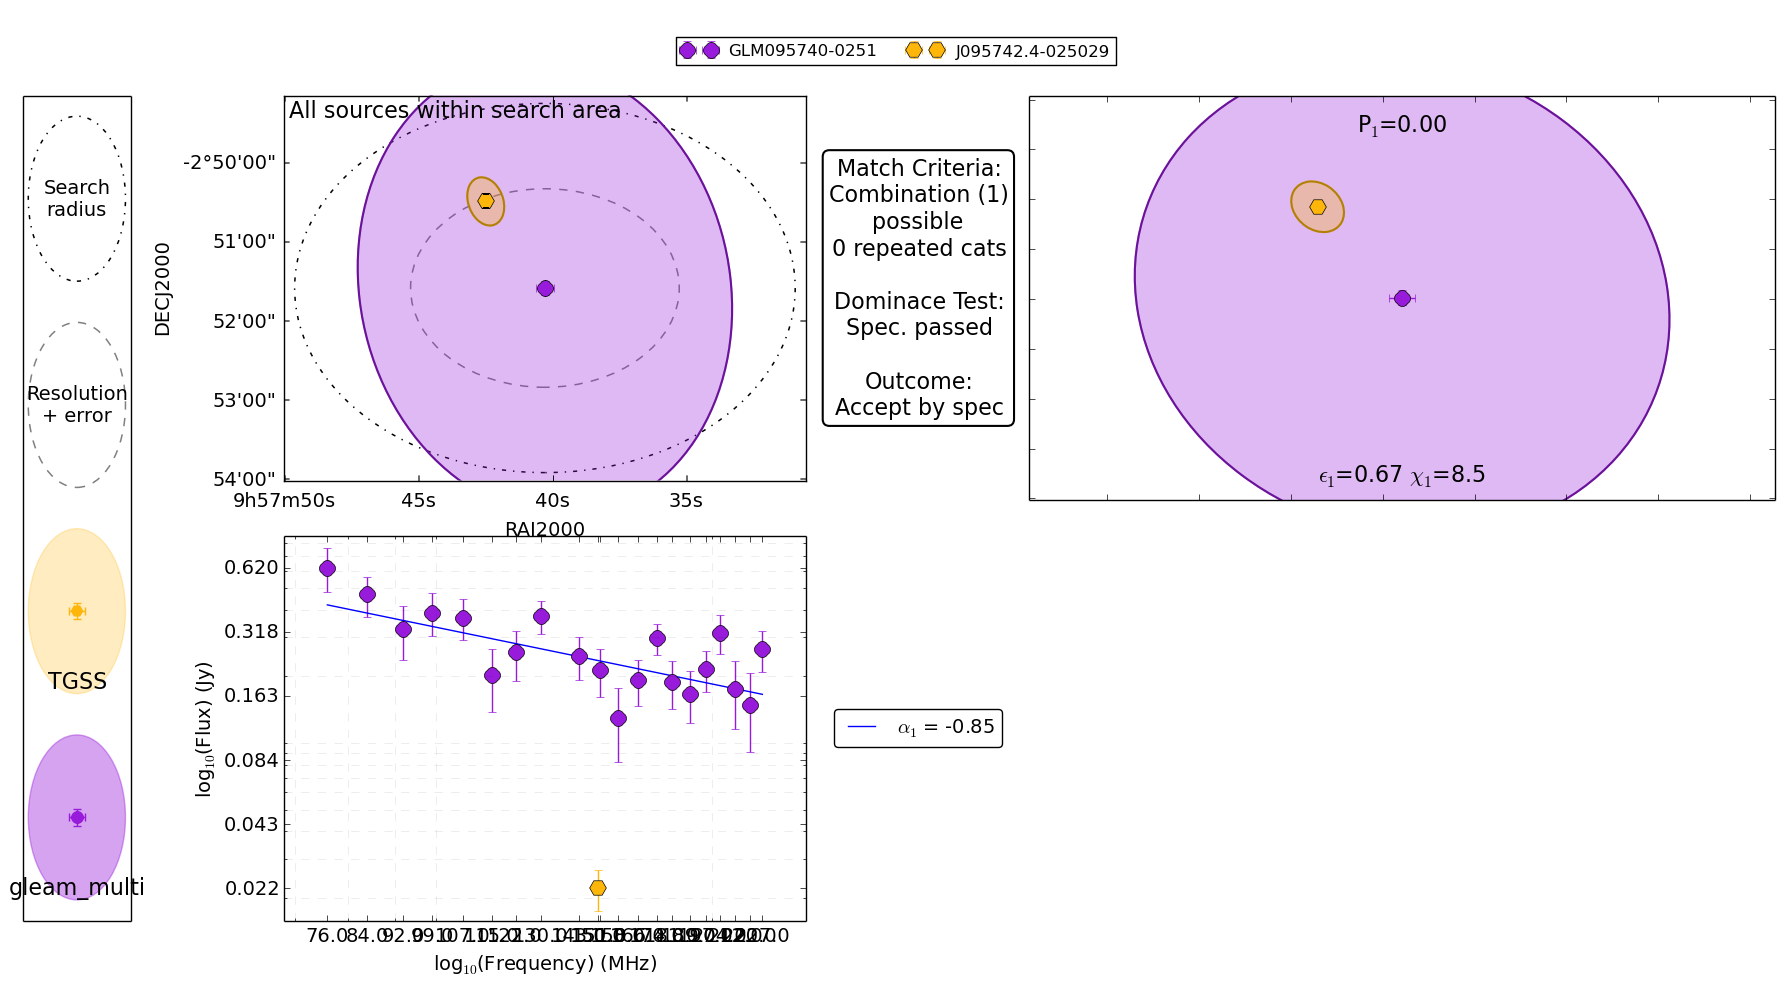 GLM095740-0251
J095742.4-025029
Search
radius
Resolution
+ error
TGSS
gleam_multi
All sources within search area
DECJ2000
-2°50'00"
51'00"
52'00"
53'00"
54'00"
9h57m50s
45s
40s
35s
RAJ2000
Match Criteria:
Combination (1)
possible
0 repeated cats
Dominace Test:
Spec. passed
Outcome:
Accept by spec
P1=0.00
ϵ1=0.67 χ1=8.5
log10(Flux) (Jy)
0.620
0.318
0.163
0.084
0.043
0.022
76.0
84.0
92.0
log10(Frequency) (MHz)
α1 = -0.85